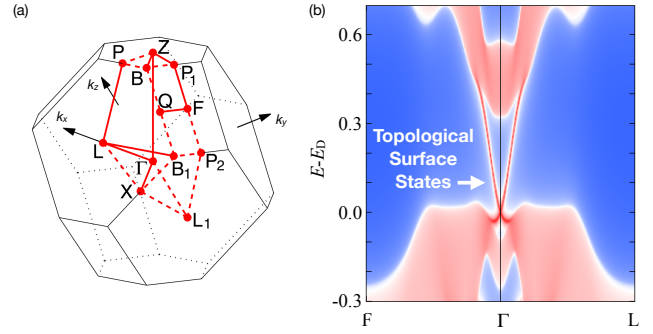 (a)
P
Z
B
P1
kz
Q
F
kx
ky
L
Γ
B1
P2
X
L1
(b)
0.6
0.3
0.0
-0.3
E-ED
Topological
Surface
States
F
Γ
L